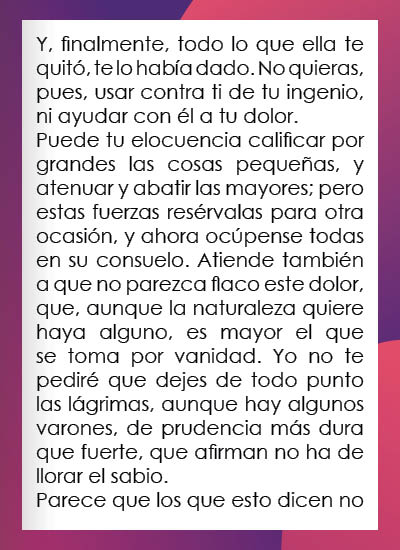 Y, finalmente, todo lo que ella te
quitó, te lo había dado. No quieras,
pues, usar contra ti de tu ingenio,
ni ayudar con él a tu dolor.
Puede tu elocuencia calificar por
grandes las cosas pequeñas, y
atenuar y abatir las mayores; pero
estas fuerzas resérvalas para otra
ocasión, y ahora ocúpense todas
en su consuelo. Atiende también
a que no parezca flaco este dolor,
que, aunque la naturaleza quiere
haya alguno, es mayor el que
se toma por vanidad. Yo no te
pediré que dejes de todo punto
las lágrimas, aunque hay algunos
varones, de prudencia más dura
que fuerte, que afirman no ha de
llorar el sabio.
Parece que los que esto dicen no